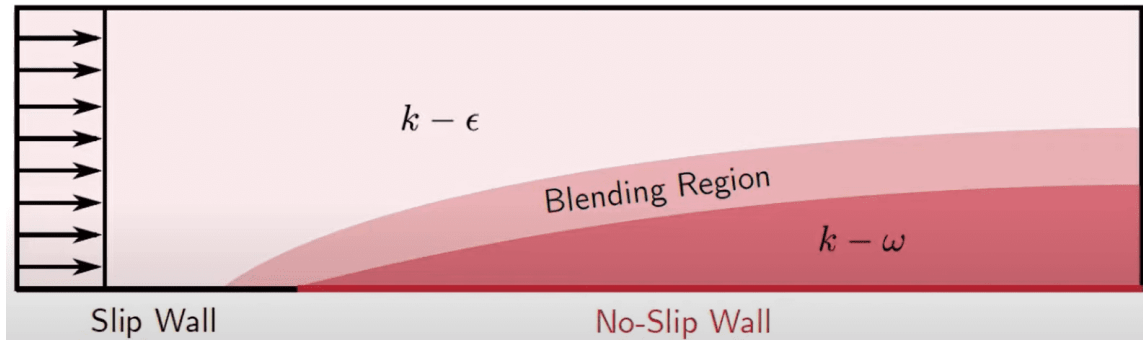 k − ϵ
Blending Region
k − ω
Slip Wall
No-Slip Wall